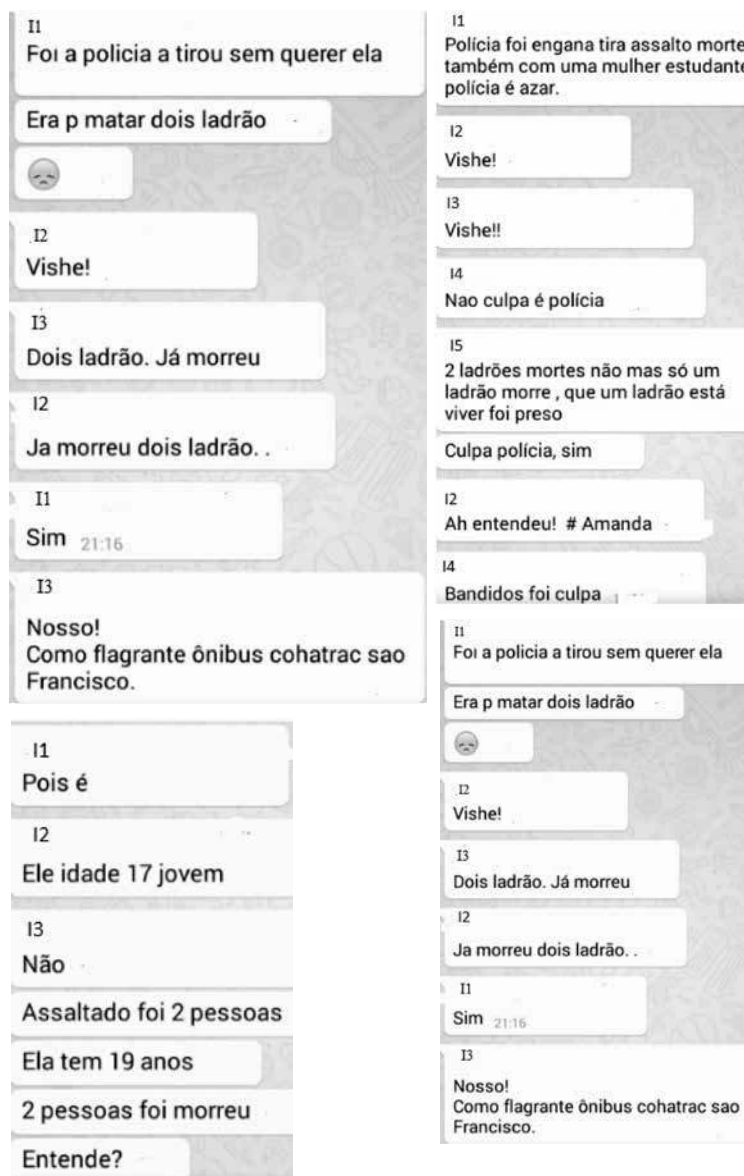 I1
Foi a policia a tirou sem querer ela
Era p matar dois ladrão
I2
Vishe!
I3
Dois ladrão. Já morreu
I2
Ja morreu dois ladrão. .
I1
Sim 21:16
I3
Nosso!
Como flagrante ônibus cohatrac sao
Francisco.
I1
Pois é
I2
Ele idade 17 jovem
I3
Não
Assaltado foi 2 pessoas
Ela tem 19 anos
2 pessoas foi morreu
Entende?
I1
Polícia foi engana tira assalto morte
também com uma mulher estudante
polícia é azar.
I2
Vishe!
I3
Vishe!!
I4
Nao culpa é polícia
I5
2 ladrões mortes não mas só um
ladrão morre , que um ladrão está
viver foi preso
Culpa polícia, sim
I2
Ah entendeu! # Amanda
I4
Bandidos foi culpa
I1
Foi a policia a tirou sem querer ela
Era p matar dois ladrão
I2
Vishe!
I3
Dois ladrão. Já morreu
I2
Ja morreu dois ladrão. .
I1
Sim 21:16
I3
Nosso!
Como flagrante ônibus cohatrac sao
Francisco.